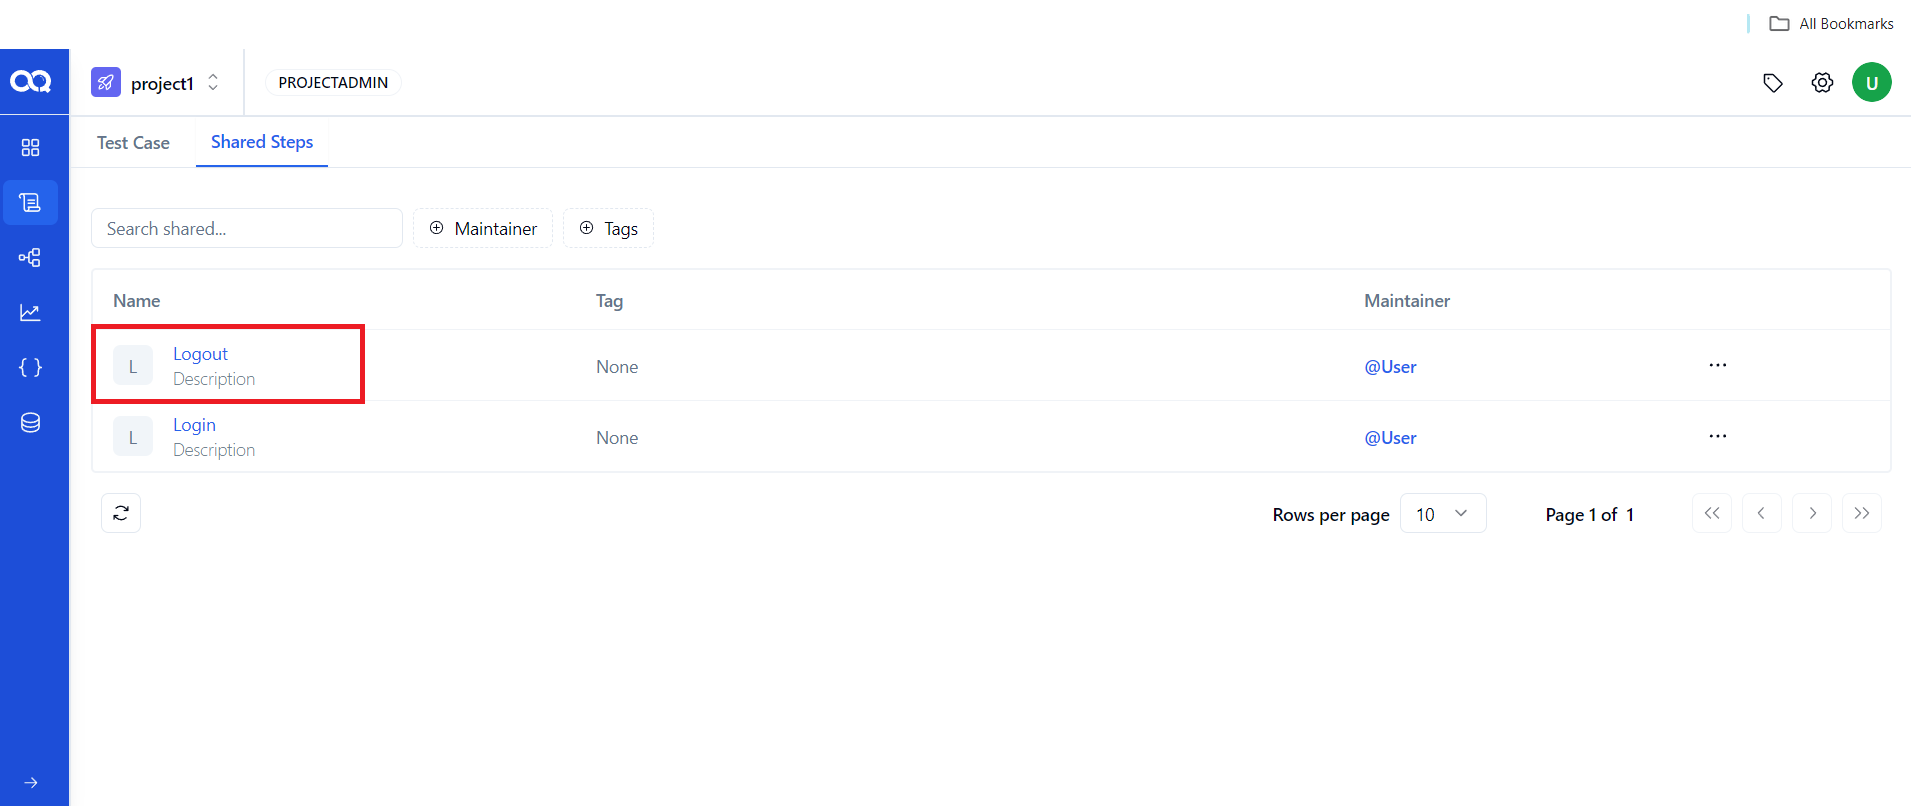 All Bookmarks
project1
PROJECTADMIN
U
Test Case
Shared Steps
Search shared...
Maintainer
Tags
Name
Tag
Maintainer
L
Logout
Description
None
@User
...
L
Login
Description
None
@User
...
Rows per page
10
Page 1 of 1